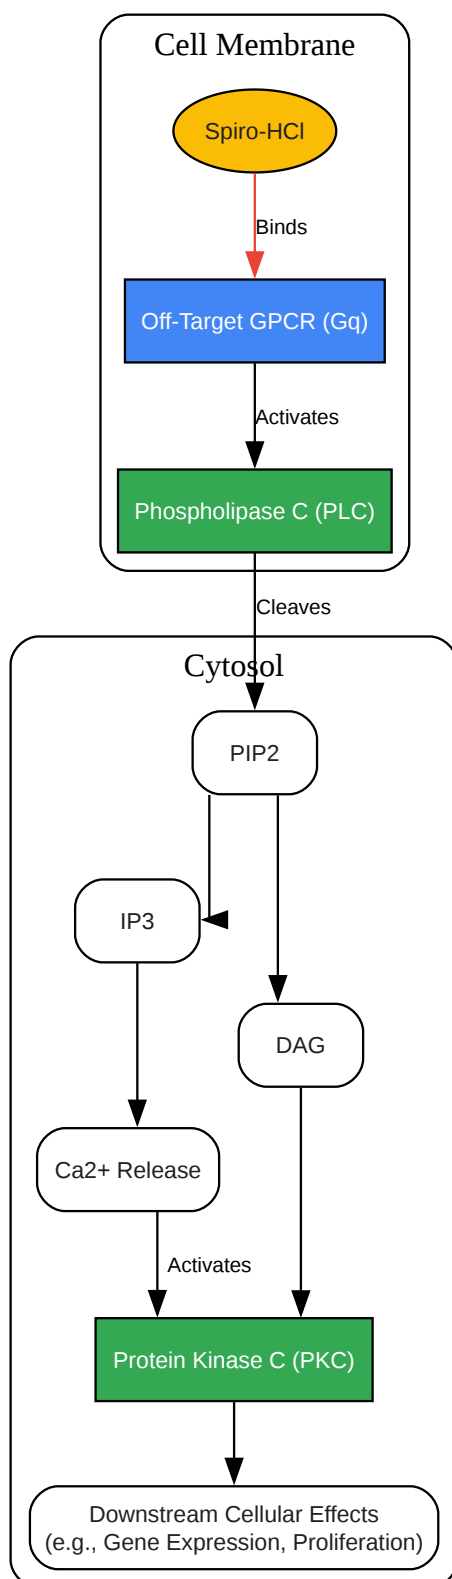 Cell Membrane
Spiro-HCl
Binds
Off-Target GPCR (Gq)
Activates
Phospholipase C (PLC)
Cleaves
Cytosol
PIP2
IP3
DAG
Ca2+ Release
Activates
Protein Kinase C (PKC)
Downstream Cellular Effects
(e.g., Gene Expression, Proliferation)